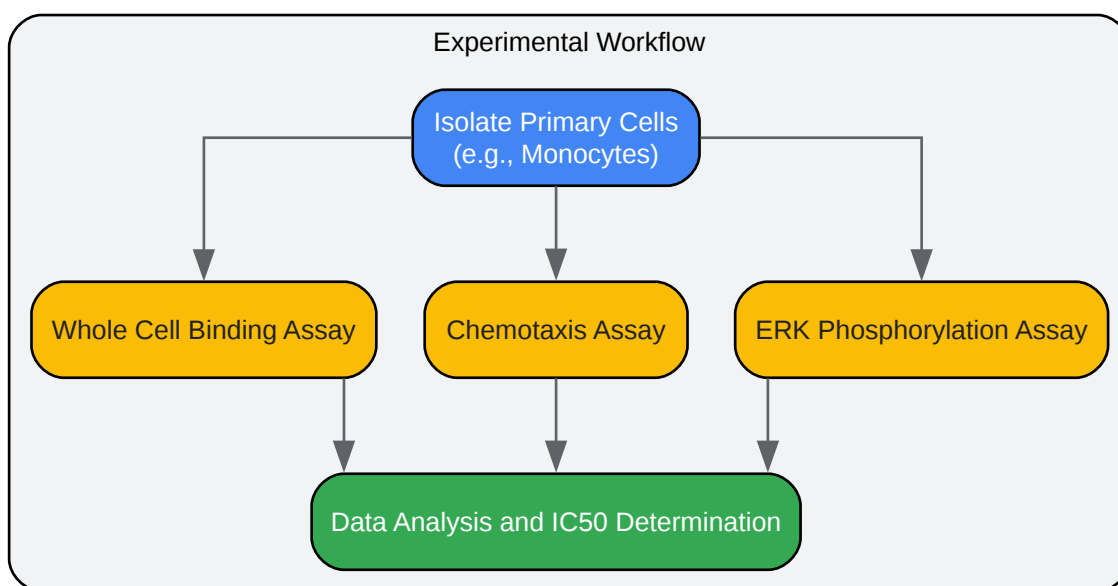 Experimental Workflow
Isolate Primary Cells
(e.g., Monocytes)
Whole Cell Binding Assay
Chemotaxis Assay
ERK Phosphorylation Assay
Data Analysis and IC50 Determination